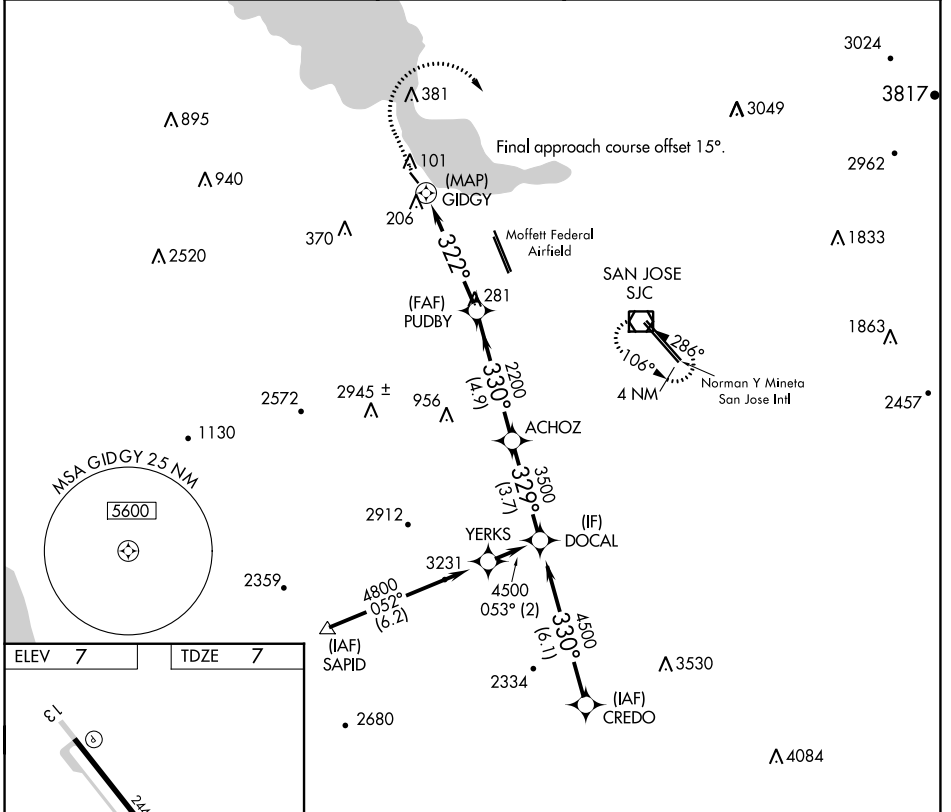 3024
3817
381
895
3049
Final approach course offset 15°.
101
2962
940
(MAP)
GIDGY
206
370
1833
Moffett Federal
Airfield
2520
322°
SAN JOSE
SJC
281
(FAF)
PUDBY
1863
286°
106°
4 NM
Norman Y Mineta
San Jose Intl
2200
330°
(4.9)
2945 ±
956
2572
2457
ACHOZ
1130
MSA GIDGY 25 NM
5600
3500
329°
(3.7)
2912
(IF)
DOCAL
YERKS
3231
4500
053° (2)
2359
4800
052°
(6.2)
(IAF)
SAPID
4500
330°
(6.1)
ELEV 7
TDZE 7
2334
3530
(IAF)
CREDO
2680
13
P
4084